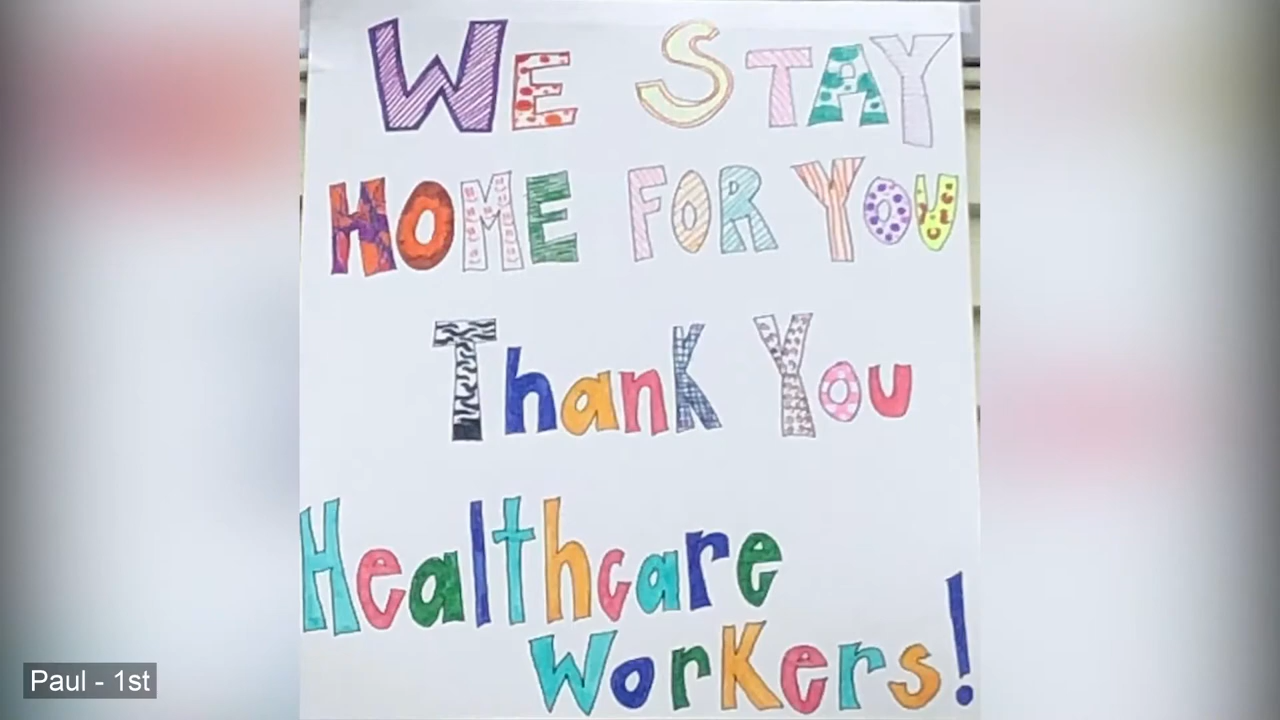 We STAY
HOME FOR YOU
ThanK You
Healthcare
WorKers!
Paul - 1st